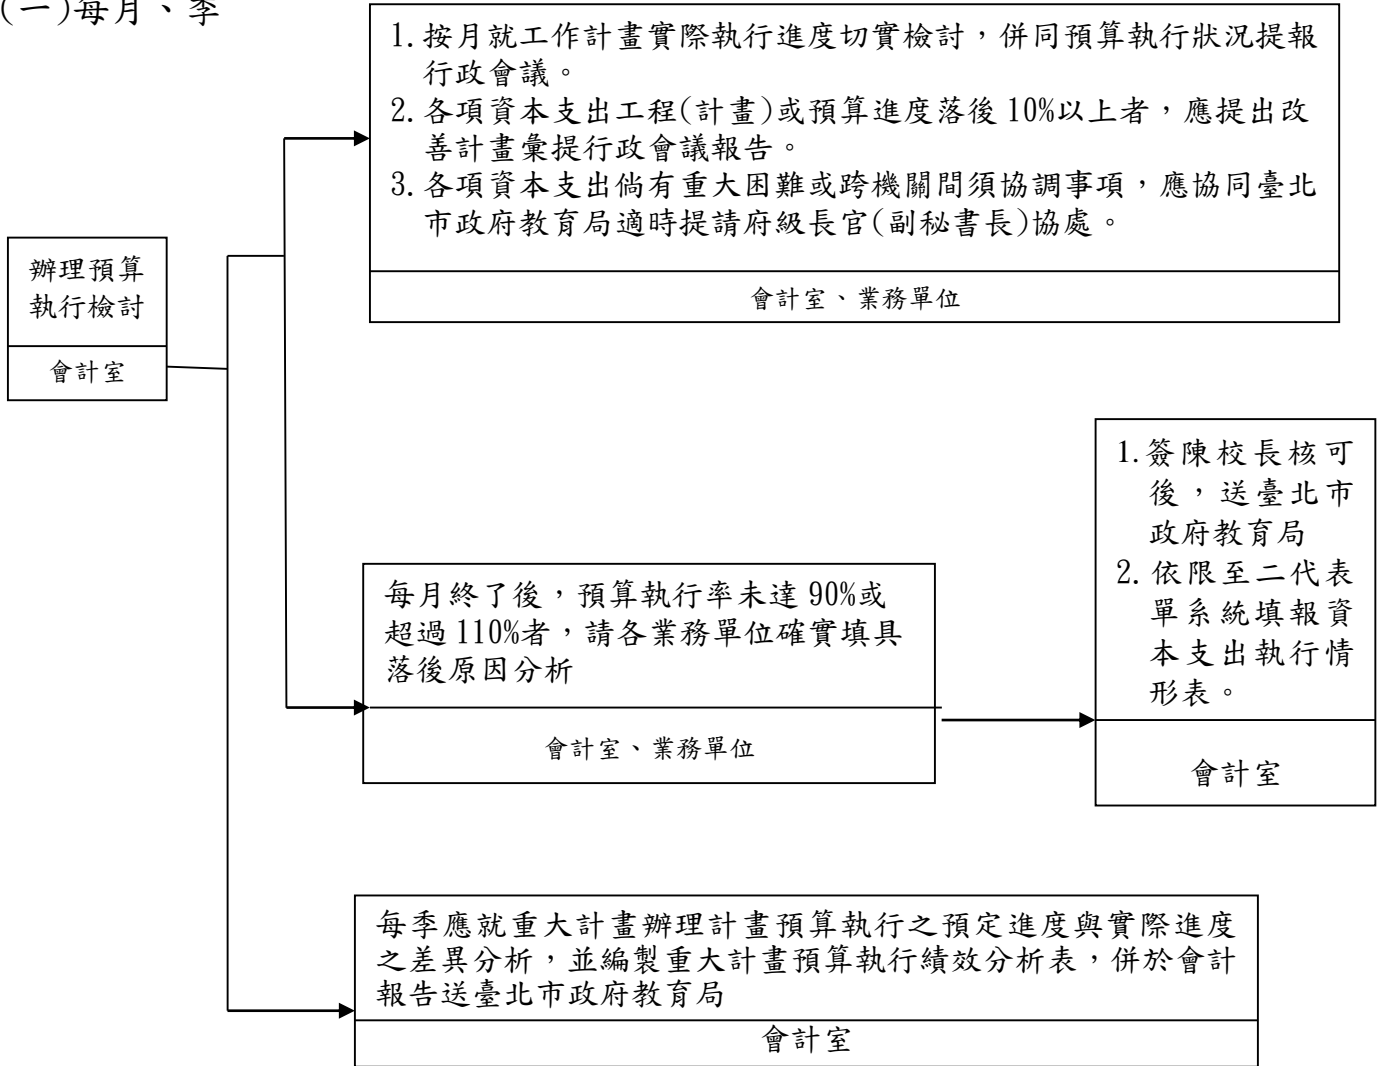 (一)每月、季
1.按月就工作計畫實際執行進度切實檢討，併同預算執行狀況提報
行政會議。
2.各項資本支出工程(計畫)或預算進度落後 10%以上者，應提出改
善計畫彙提行政會議報告。
3.各項資本支出倘有重大困難或跨機關間須協調事項，應協同臺北
市政府教育局適時提請府級長官(副秘書長)協處。
會計室、業務單位
辦理預算
執行檢討
會計室
每月終了後，預算執行率未達 90%或
超過 110%者，請各業務單位確實填具
落後原因分析
會計室、業務單位
1.簽陳校長核可
後，送臺北市
政府教育局
2.依限至二代表
單系統填報資
本支出執行情
形表。
會計室
每季應就重大計畫辦理計畫預算執行之預定進度與實際進度
之差異分析，並編製重大計畫預算執行績效分析表，併於會計
報告送臺北市政府教育局
會計室